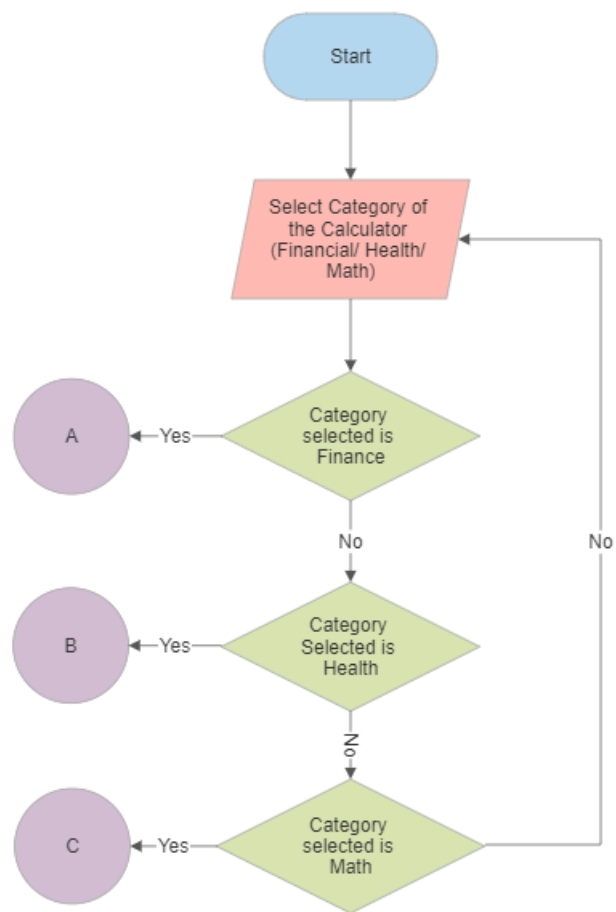 Start
Select Category of
the Calculator
(Financial/ Health/
Math)
Category
selected is
Finance
Yes
A
No
No
Category
Selected is
Health
Yes
B
No
Category
selected is
Math
Yes
C